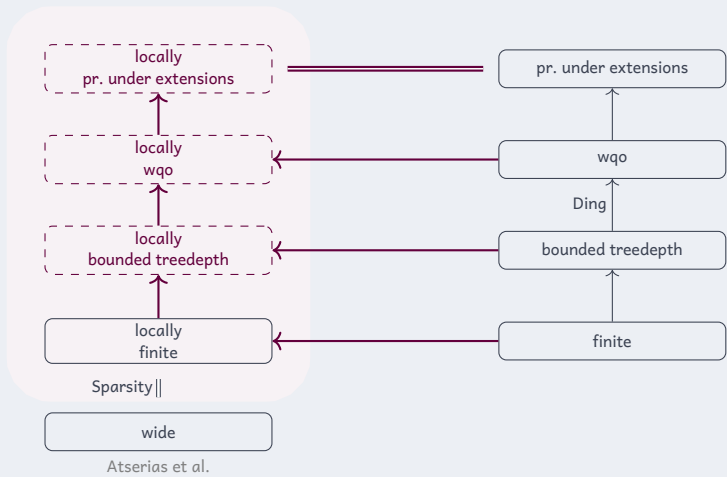 locally
pr. under extensions
pr. under extensions
locally
wqo
wqo
Ding
locally
bounded treedepth
bounded treedepth
locally
finite
finite
Sparsity
wide
Atserias et al.